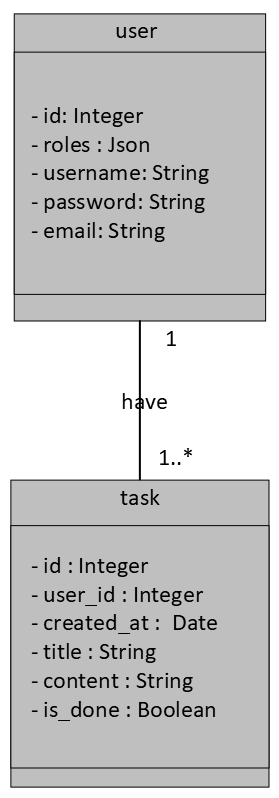 user
- id: Integer
- roles : Json
- username: String
- password: String
- email: String
1
have
1..*
task
- id : Integer
- user_id : Integer
- created_at :  Date
- title : String
- content : String
- is_done : Boolean